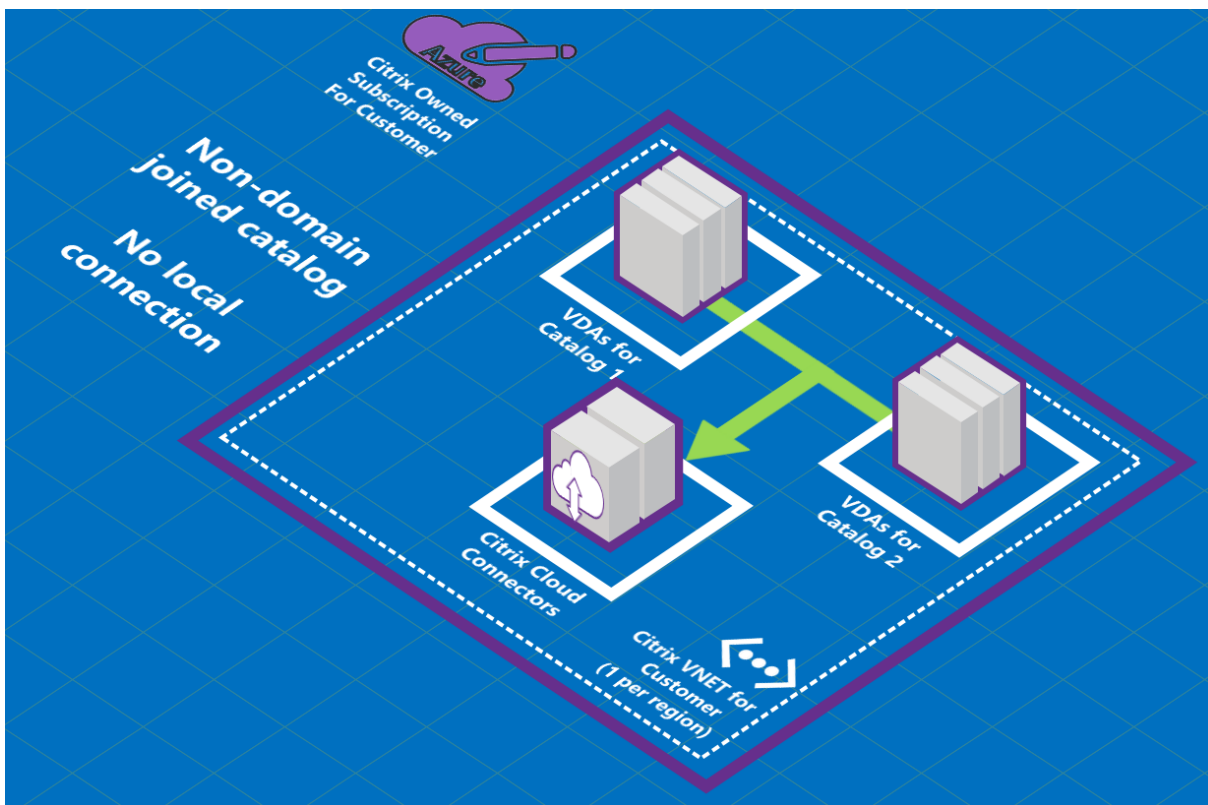 Azure
Citrix Owned
Subscription
For Customer
Non-domain
joined catalog
No local
connection
VDAs for
Catalog 1
VDAs for
Catalog 2
Citrix Cloud
Connectors
Citrix VNET for
Customer
(1 per region)